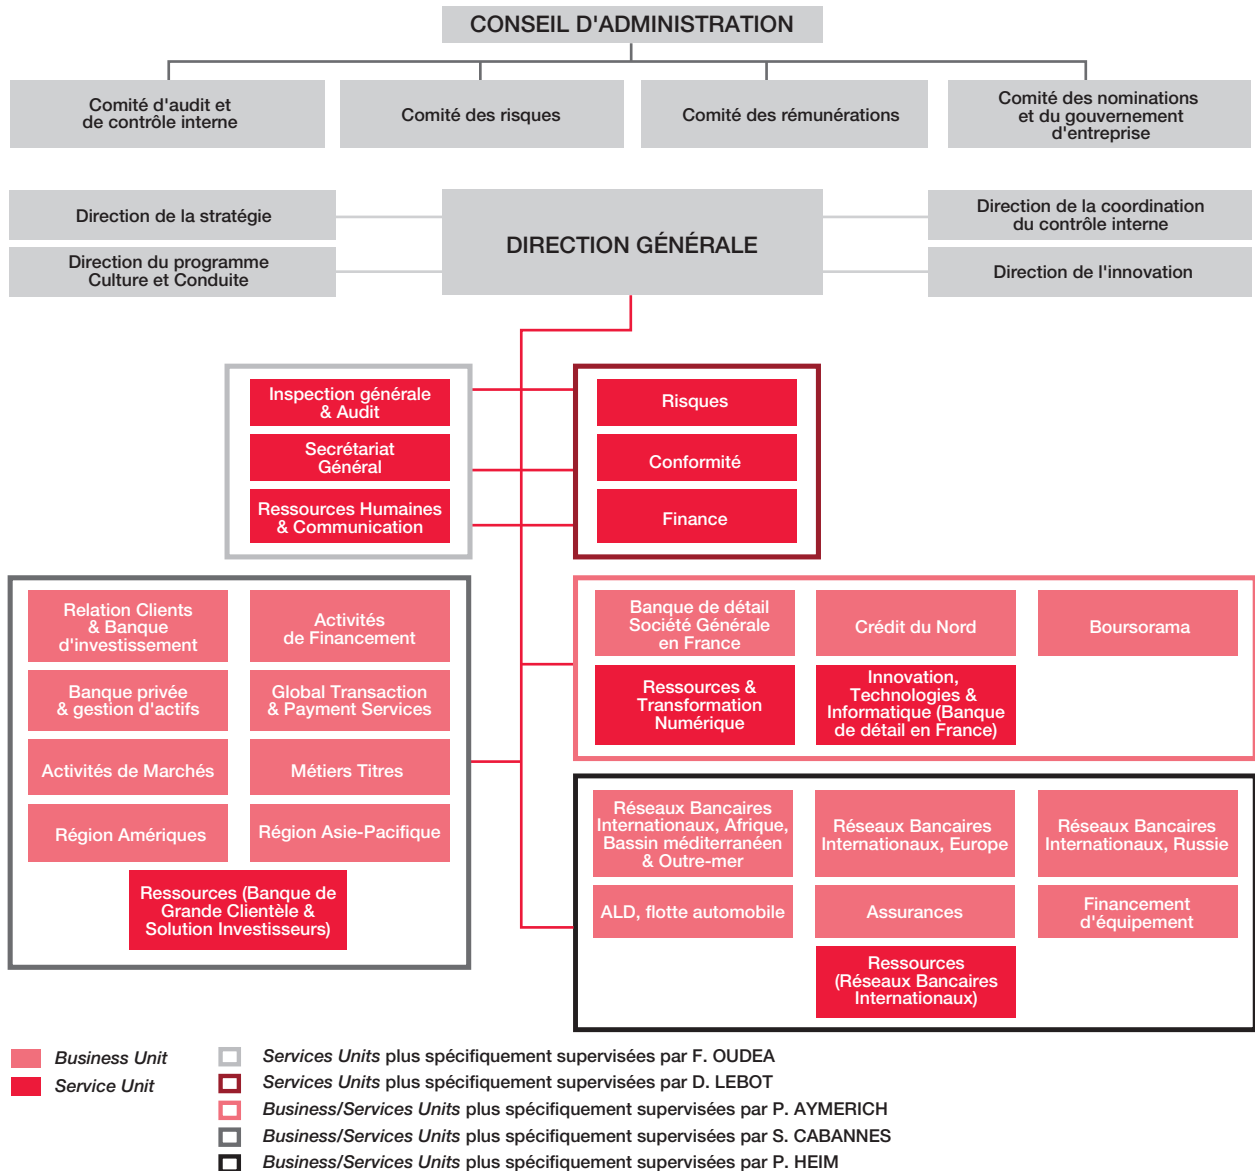 CONSEIL D'ADMINISTRATION
Comité d'audit et
de contrôle interne
Comité des risques
Comité des rémunérations
Comité des nominations
et du gouvernement
d'entreprise
Direction de la stratégie
Direction du programme
Culture et Conduite
DIRECTION GÉNÉRALE
Direction de la coordination
du contrôle interne
Direction de l'innovation
Inspection générale
& Audit
Secrétariat
Général
Ressources Humaines
& Communication
Risques
Conformité
Finance
Relation Clients
& Banque
d'investissement
Activités
de Financement
Banque privée
& gestion d'actifs
Global Transaction
& Payment Services
Activités de Marchés
Métiers Titres
Région Amériques
Région Asie-Pacifique
Ressources (Banque de
Grande Clientèle &
Solution Investisseurs)
Banque de détail
Société Générale
en France
Crédit du Nord
Boursorama
Ressources &
Transformation
Numérique
Innovation,
Technologies &
Informatique (Banque
de détail en France)
Réseaux Bancaires
Internationaux, Afrique,
Bassin méditerranéen
& Outre-mer
Réseaux Bancaires
Internationaux, Europe
Réseaux Bancaires
Internationaux, Russie
ALD, flotte automobile
Assurances
Financement
d'équipement
Ressources
(Réseaux Bancaires
Internationaux)
Business Unit
Service Unit
Services Units plus spécifiquement supervisées par F. OUDEA
Services Units plus spécifiquement supervisées par D. LEBOT
Business/Services Units plus spécifiquement supervisées par P. AYMERICH
Business/Services Units plus spécifiquement supervisées par S. CABANNES
Business/Services Units plus spécifiquement supervisées par P. HEIM